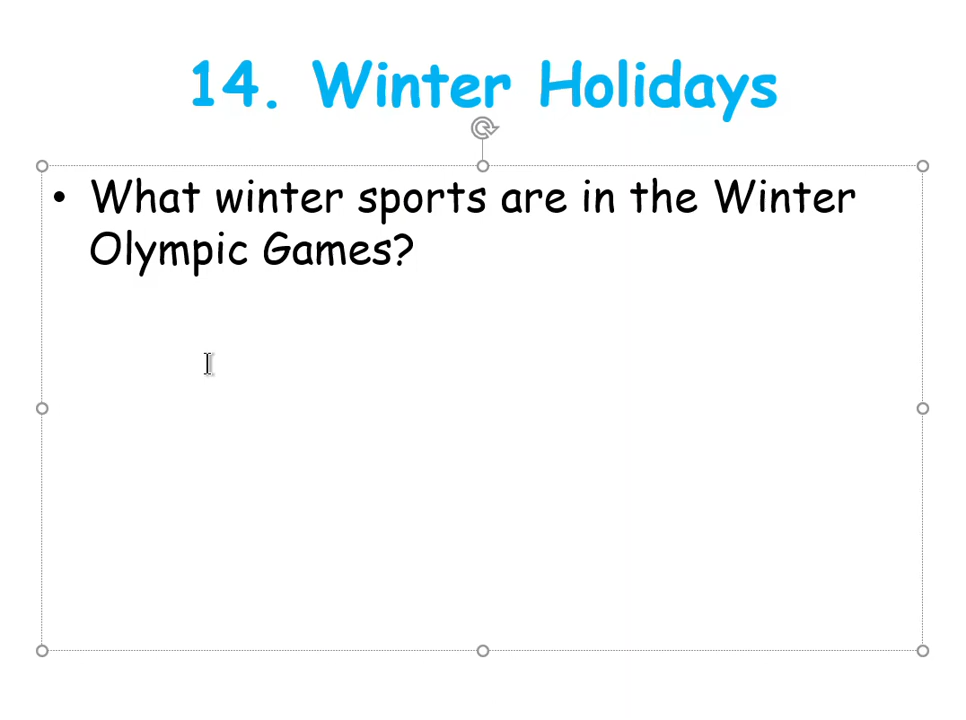 14. Winter Holidays
• What winter sports are in the Winter
Olympic Games?